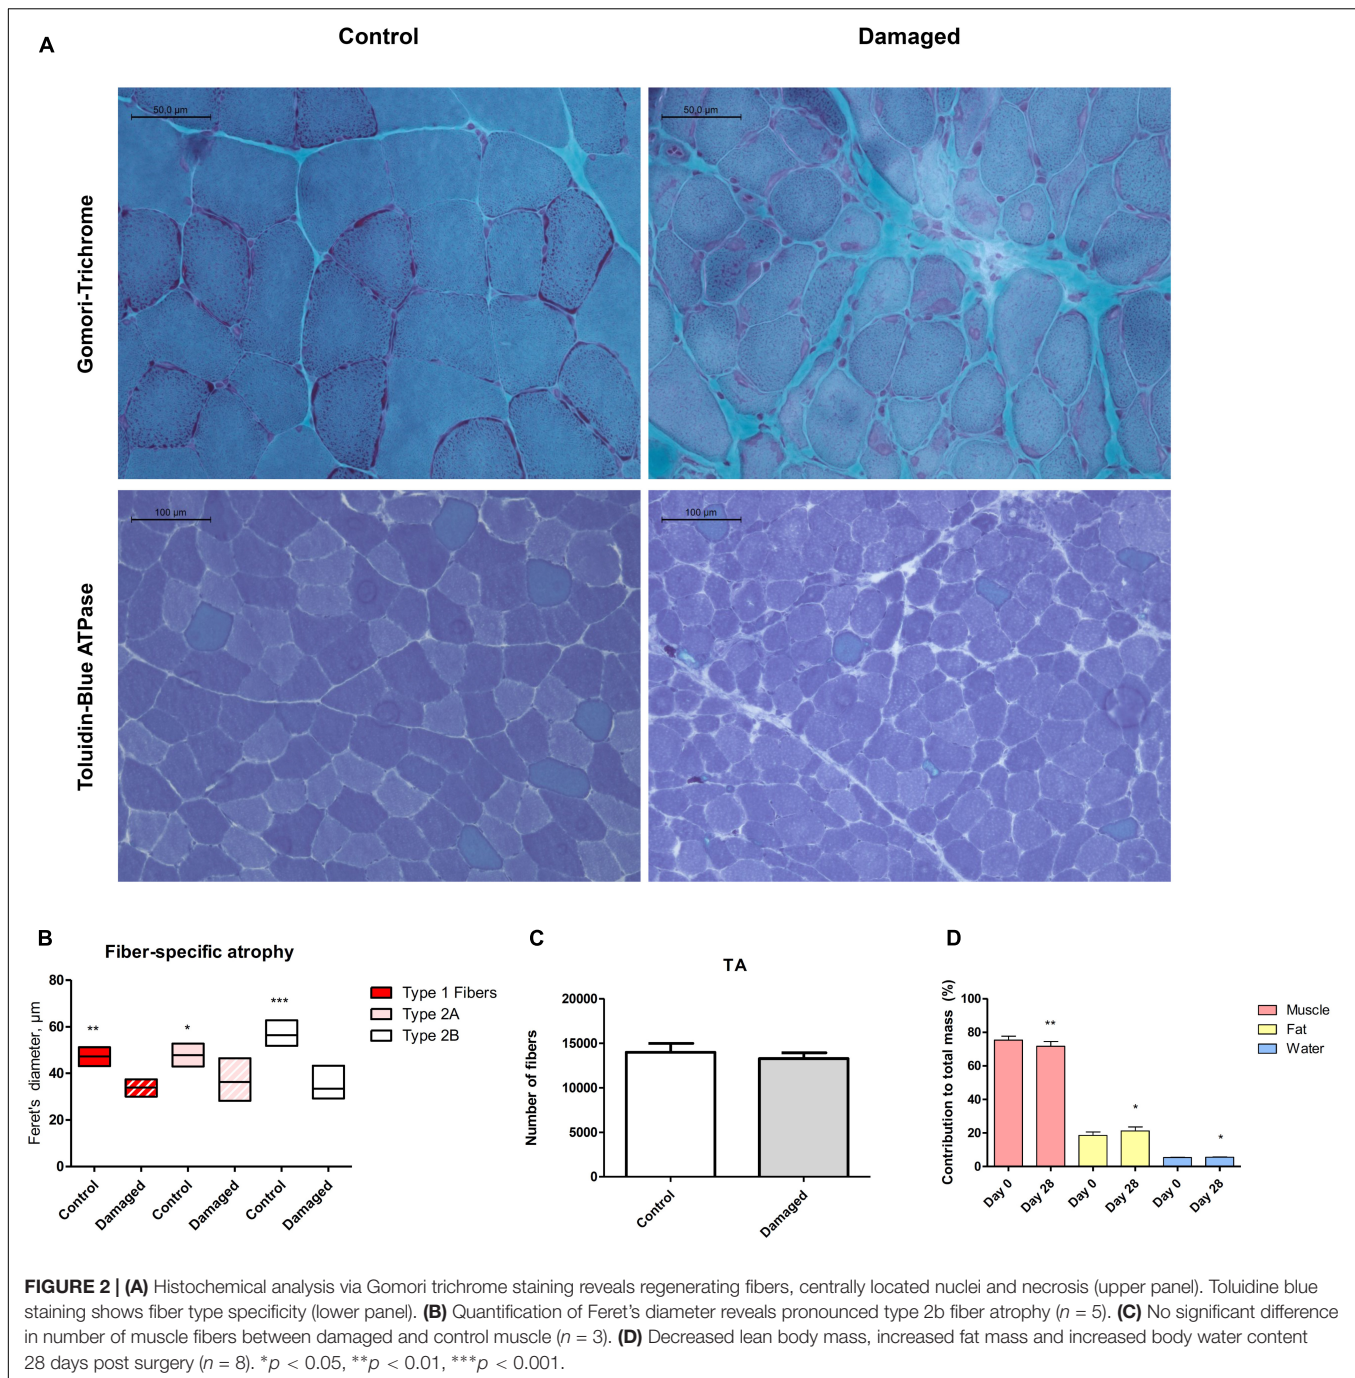 A
Control
Damaged
Gomori-Trichrome
50,0 µm
50,0 µm
Toluidin-Blue ATPase
100 µm
100 µm
B
Fiber-specific atrophy
Feret's diameter, µm
80
60
40
20
0
**
*
***
Control
Damaged
Control
Damaged
Control
Damaged
Type 1 Fibers
Type 2A
Type 2B
C
TA
Number of fibers
20000
15000
10000
5000
0
Control
Damaged
D
Contribution to total mass (%)
100
80
60
40
20
0
**
*
*
Day 0
Day 28
Day 0
Day 28
Day 0
Day 28
Muscle
Fat
Water
FIGURE 2 | (A) Histochemical analysis via Gomori trichrome staining reveals regenerating fibers, centrally located nuclei and necrosis (upper panel). Toluidine blue
staining shows fiber type specificity (lower panel). (B) Quantification of Feret's diameter reveals pronounced type 2b fiber atrophy (n = 5). (C) No significant difference
in number of muscle fibers between damaged and control muscle (n = 3). (D) Decreased lean body mass, increased fat mass and increased body water content
28 days post surgery (n = 8). *p < 0.05, **p < 0.01, ***p < 0.001.